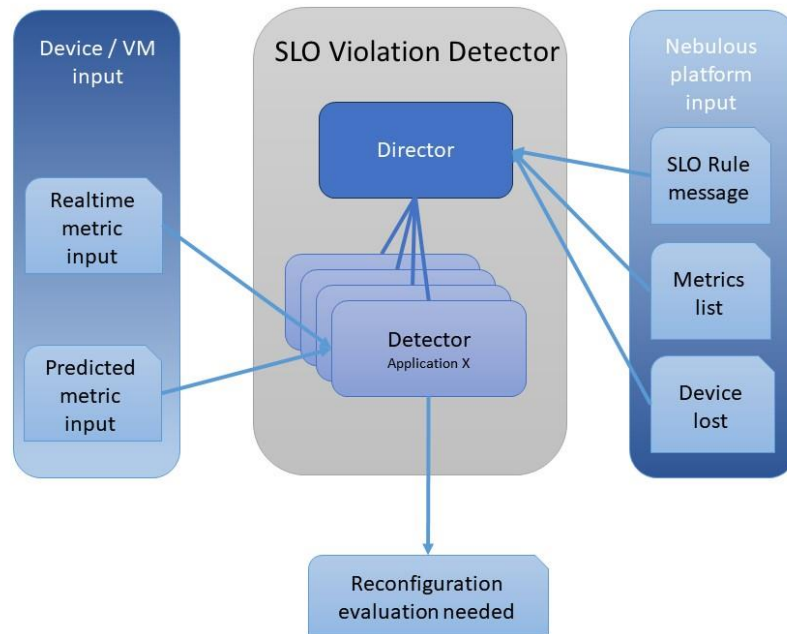 Device / VM
input
Realtime
metric input
Predicted
metric
input
SLO Violation Detector
Director
Detector
Application X
Nebulous
platform
input
SLO Rule
message
Metrics
list
Device
lost
Reconfiguration
evaluation needed